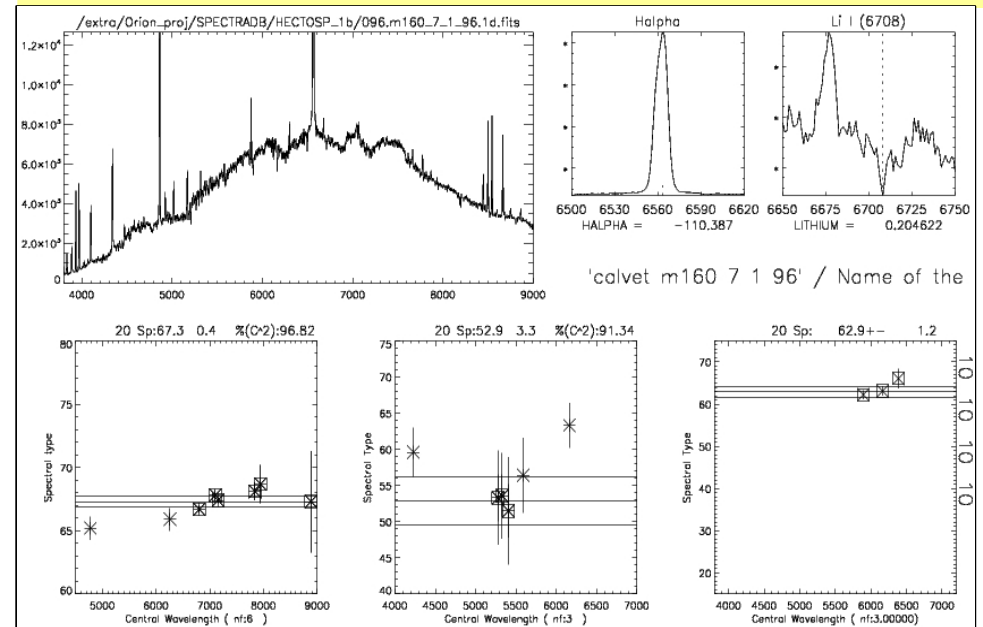 /extra/Orion_proj/SPECTRADB/HECTOSP_1b/096.m160_7_1_96.1d.fits
Halpha
Li I (6708)
1.2×10⁴
1.0×10⁴
8.0×10³
6.0×10³
4.0×10³
2.0×10³
0
4000 5000 6000 7000 8000 9000
6500 6530 6560 6590 6620
HALPHA = -110.387
6650 6675 6700 6725 6750
LITHIUM = 0.204622
'calvet m160 7 1 96' / Name of the
20 Sp:67.3 0.4 %(C^2):96.82
80
75
70
65
60
Spectral type
5000 6000 7000 8000 9000
Central Wavelength ( nf:6 )
20 Sp:52.9 3.3 %(C^2):91.34
75
70
65
60
55
50
45
40
Spectral Type
4000 4500 5000 5500 6000 6500 7000
Central Wavelength ( nf:3 )
20 Sp: 62.9+- 1.2
70
60
50
40
30
20
Spectral Type
4000 4500 5000 5500 6000 6500 7000
Central Wavelength ( nf:3.00000)
10 10 10 10